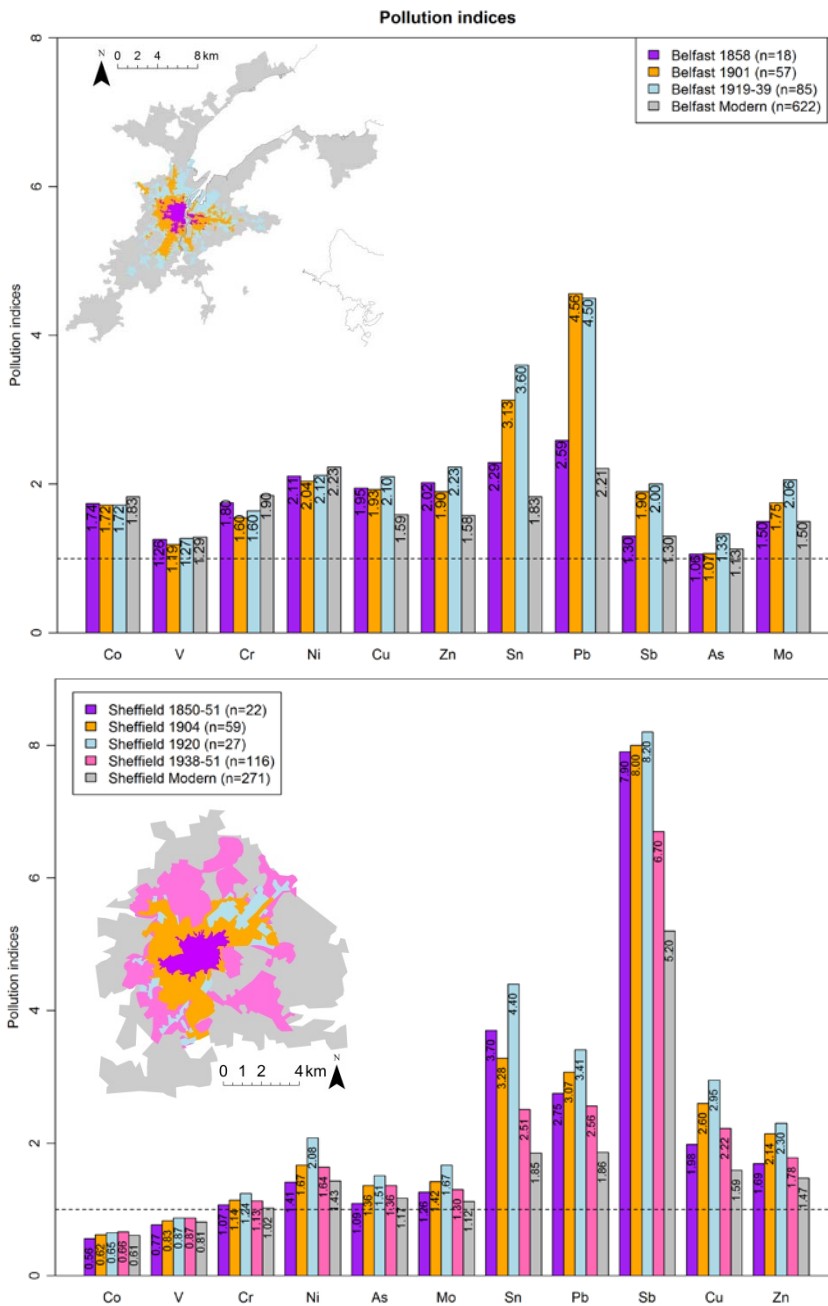 Pollution indices
8
6
4
2
0
Pollution indices
N
0 2 4 8 km
Belfast 1858 (n=18)
Belfast 1901 (n=57)
Belfast 1919-39 (n=85)
Belfast Modern (n=622)
1.74 1.72 1.72 1.83
1.26 1.19 1.27 1.29
1.80 1.60 1.60 1.90
2.11 2.04 2.12 2.23
1.95 1.93 2.10 1.59
2.02 1.90 2.23 1.58
2.29 3.13 3.60 1.83
2.59 4.56 4.50 2.21
1.30 1.90 2.00 1.30
1.06 1.07 1.33 1.13
1.50 1.75 2.06 1.50
Co V Cr Ni Cu Zn Sn Pb Sb As Mo
8
6
4
2
0
Pollution indices
Sheffield 1850-51 (n=22)
Sheffield 1904 (n=59)
Sheffield 1920 (n=27)
Sheffield 1938-51 (n=116)
Sheffield Modern (n=271)
0 2 4 km
N
0.56 0.62 0.65 0.66 0.61
0.77 0.83 0.87 0.87 0.81
1.07 1.14 1.24 1.13 1.02
1.41 1.67 2.08 1.64 1.43
1.09 1.36 1.51 1.36 1.17
1.26 1.42 1.67 1.30 1.12
3.70 3.28 4.40 2.51 1.85
2.75 3.07 3.41 2.56 1.86
7.90 8.00 8.20 6.70 5.20
1.98 2.60 2.95 2.22 1.59
1.69 2.14 2.30 1.78 1.47
Co V Cr Ni As Mo Sn Pb Sb Cu Zn